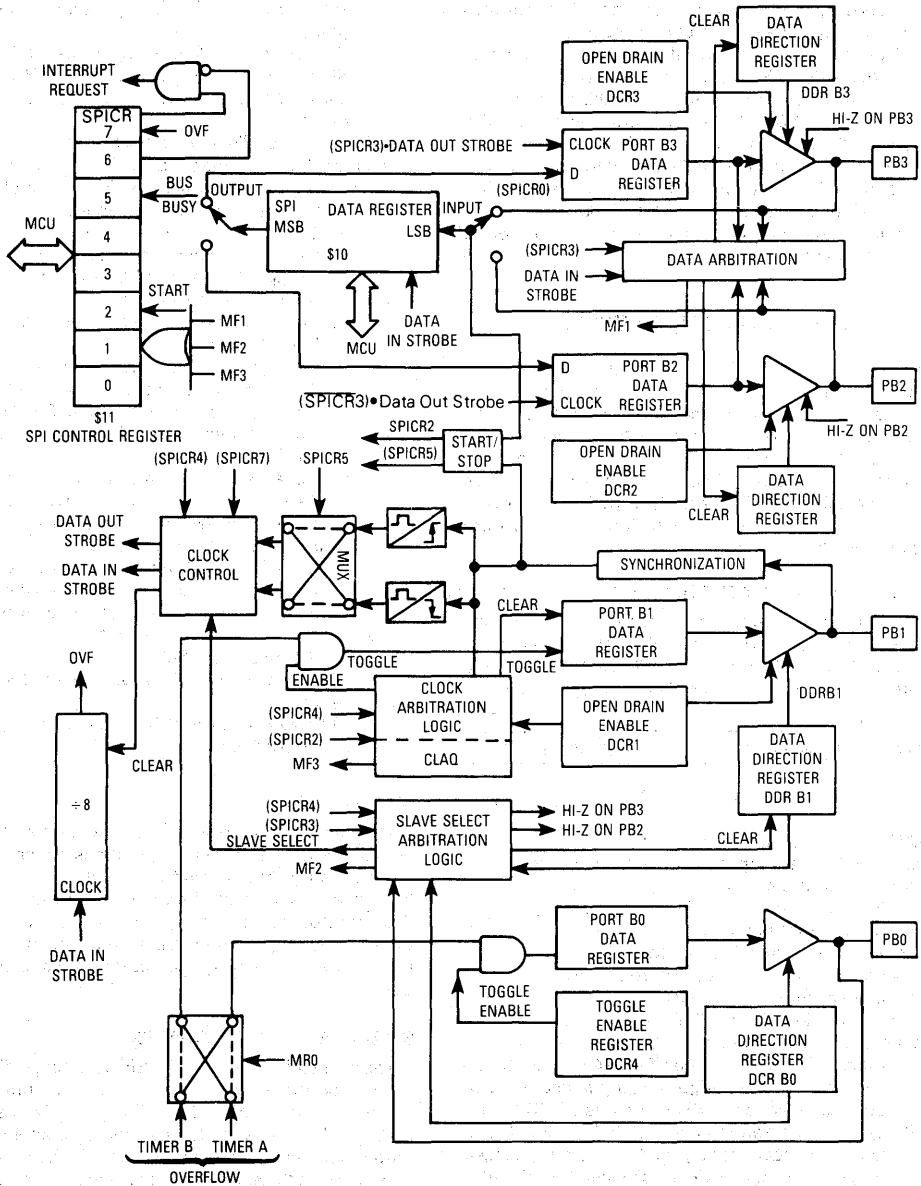 CLEAR
DATA
DIRECTION
REGISTER
INTERRUPT
REQUEST
OPEN DRAIN
ENABLE
DCR3
DDR B3
HI-Z ON PB3
SPICR
7
OVF
6
5
4
3
2
1
0
$11
SPI CONTROL REGISTER
MCU
BUS
BUSY
START
MF1
MF2
MF3
(SPICR3)•DATA OUT STROBE
CLOCK
D
PORT B3
DATA
REGISTER
PB3
OUTPUT
SPI
MSB
DATA REGISTER
LSB
$10
INPUT
(SPICR0)
MCU
DATA
IN STROBE
(SPICR3)
DATA IN
STROBE
DATA ARBITRATION
MF1
D
CLOCK
PORT B2
DATA
REGISTER
PB2
(S̅P̅I̅C̅R̅3̅)•Data Out Strobe
HI-Z ON PB2
SPICR2
(SPICR5)
START/
STOP
OPEN DRAIN
ENABLE
DCR2
CLEAR
DATA
DIRECTION
REGISTER
(SPICR4)
(SPICR7)
SPICR5
DATA OUT
STROBE
DATA IN
STROBE
CLOCK
CONTROL
MUX
SYNCHRONIZATION
CLEAR
PORT B1
DATA
REGISTER
PB1
TOGGLE
TOGGLE
ENABLE
OVF
CLOCK
ARBITRATION
LOGIC
CLAQ
(SPICR4)
(SPICR2)
MF3
OPEN DRAIN
ENABLE
DCR1
DDRB1
DATA
DIRECTION
REGISTER
DDR B1
CLEAR
÷8
CLOCK
DATA IN
STROBE
(SPICR4)
(SPICR3)
SLAVE SELECT
MF2
SLAVE SELECT
ARBITRATION
LOGIC
HI-Z ON PB3
HI-Z ON PB2
CLEAR
PORT B0
DATA
REGISTER
PB0
TOGGLE
ENABLE
TOGGLE
ENABLE
REGISTER
DCR4
DATA
DIRECTION
REGISTER
DCR B0
MR0
TIMER B
TIMER A
OVERFLOW